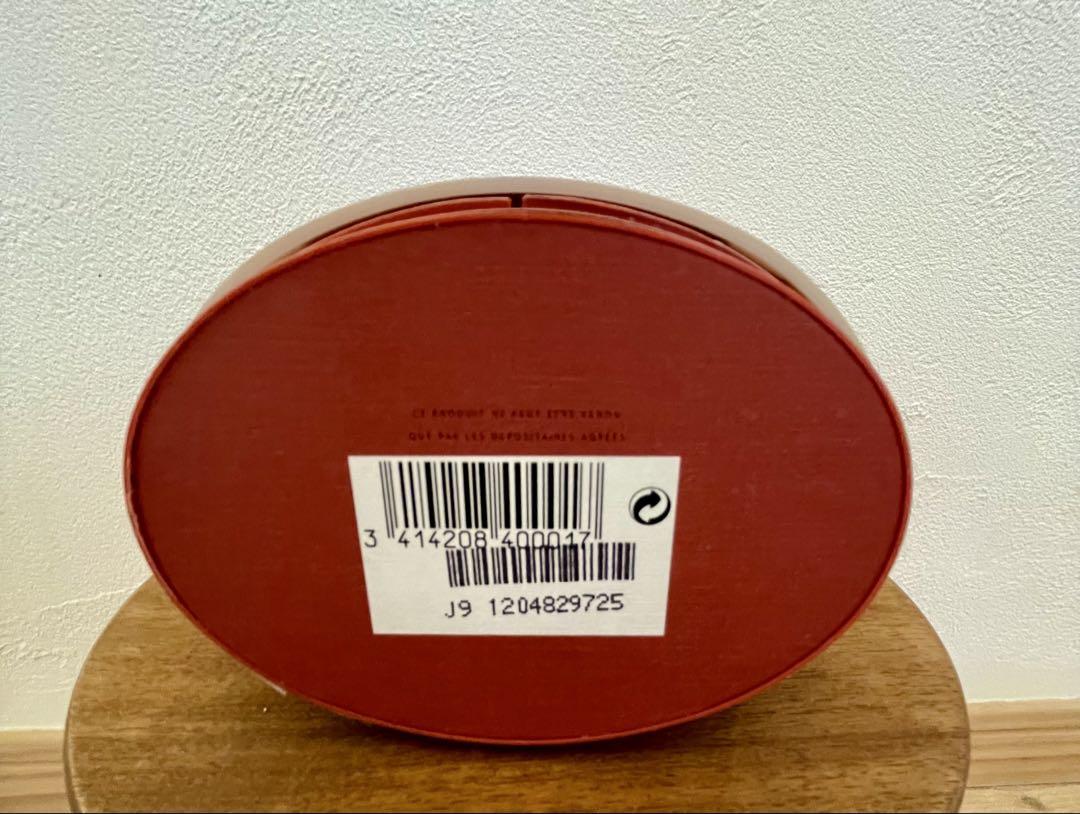 CE PRODUIT NE PEUT ETRE VENDU
QUE PAR LES DEPOSITAIRES AGREES
3 414208 400017
J9 1204829725